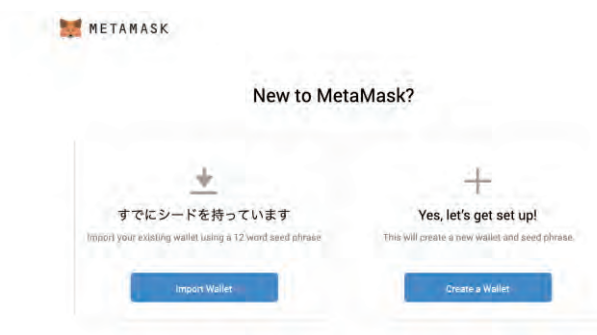 METAMASK
New to MetaMask?
すでにシードを持っています
Import your existing wallet using a 12 word seed phrase
Import Wallet
Yes, let's get set up!
This will create a new wallet and seed phrase.
Create a Wallet